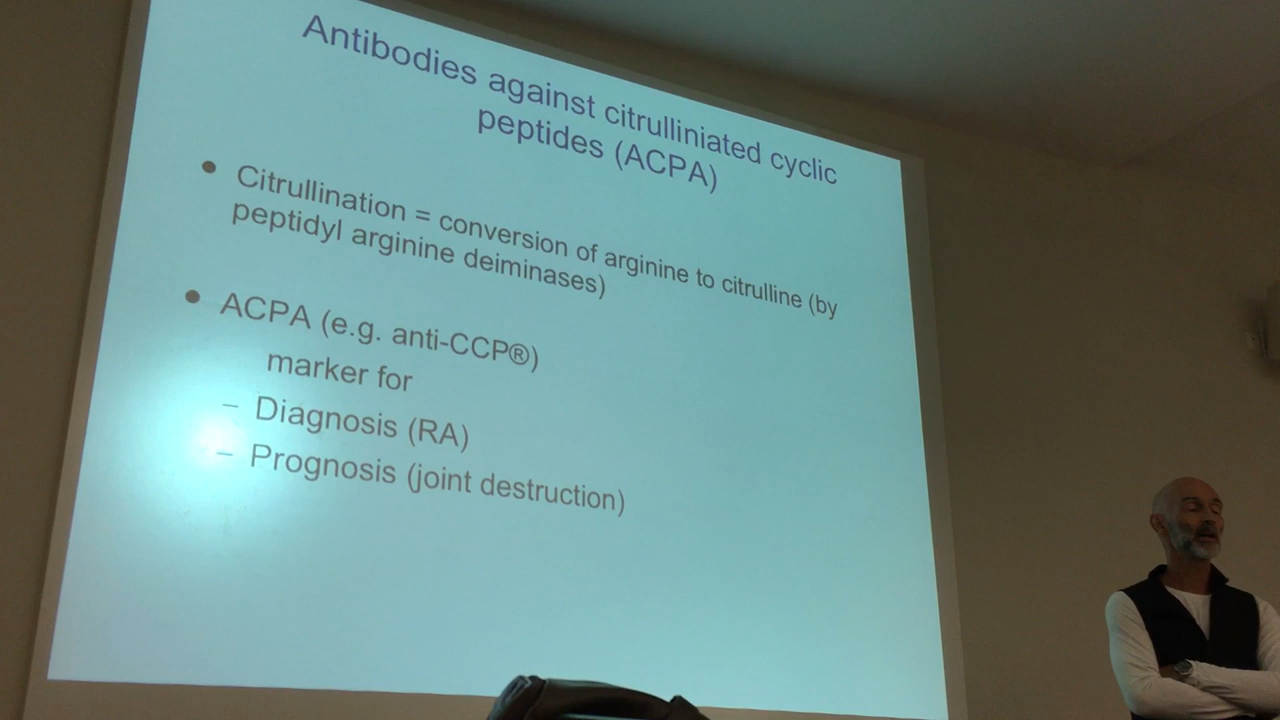 Antibodies against citrulliniated cyclic
peptides (ACPA)
• Citrullination = conversion of arginine to citrulline (by
peptidyl arginine deiminases)
• ACPA (e.g. anti-CCP®)
marker for
– Diagnosis (RA)
– Prognosis (joint destruction)